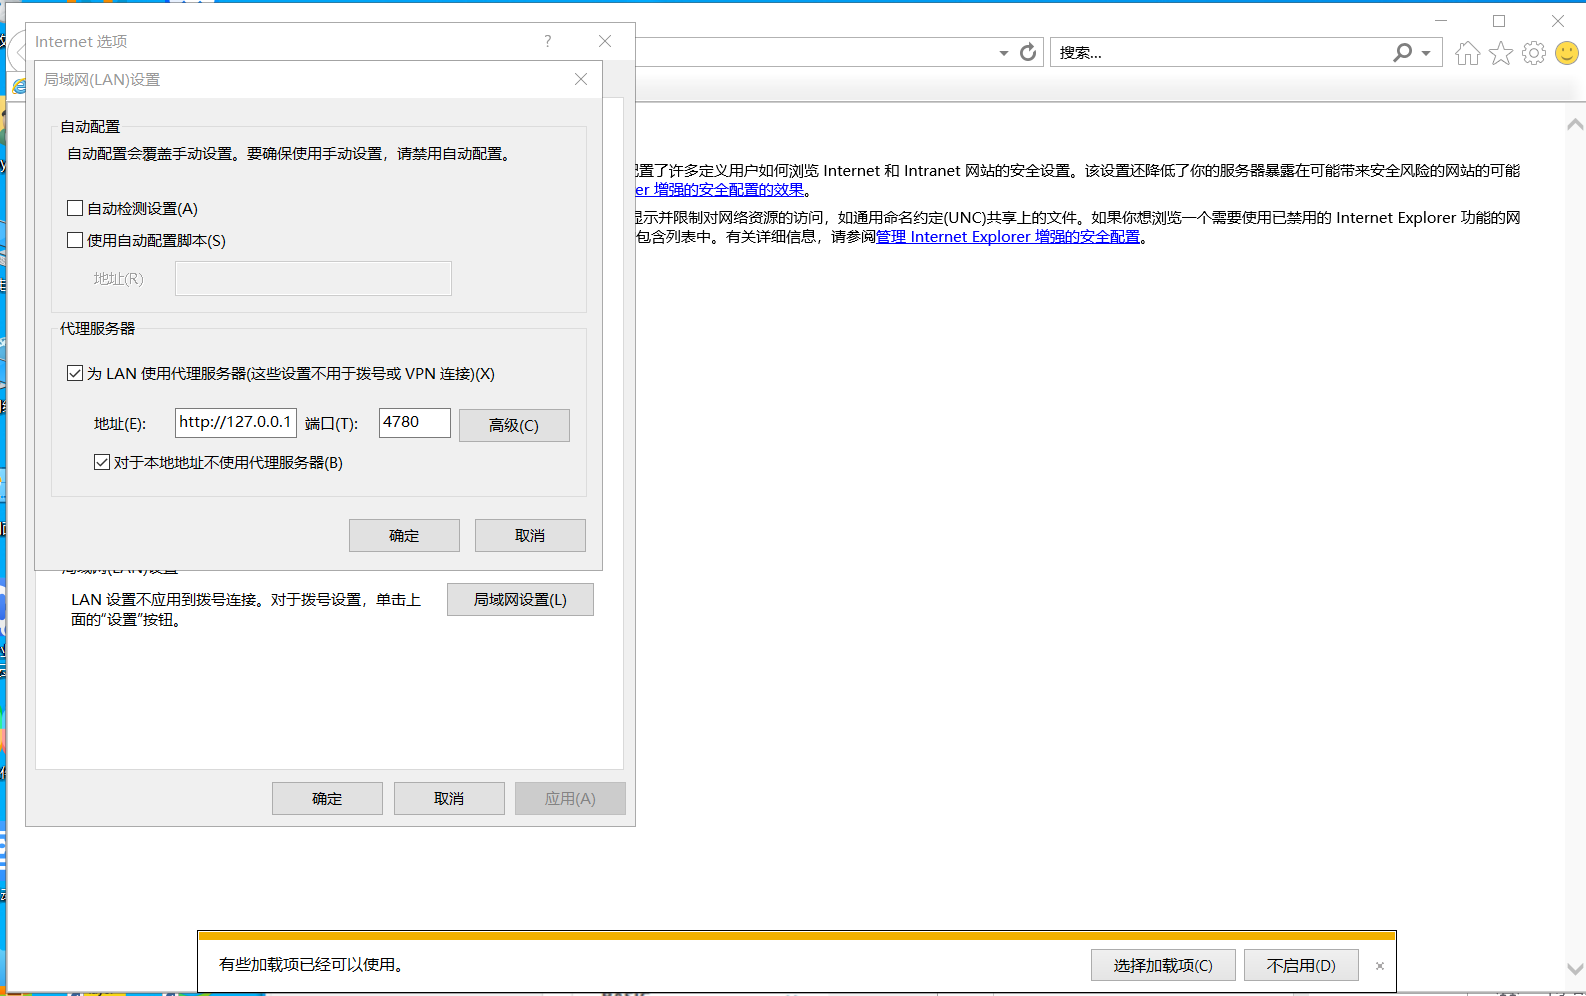 Internet 选项
?
局域网(LAN)设置
自动配置
自动配置会覆盖手动设置。要确保使用手动设置，请禁用自动配置。
自动检测设置(A)
使用自动配置脚本(S)
地址(R)
代理服务器
为 LAN 使用代理服务器(这些设置不用于拨号或 VPN 连接)(X)
地址(E): http://127.0.0.1 端口(T): 4780 高级(C)
对于本地地址不使用代理服务器(B)
确定 取消
局域网(LAN)设置
LAN 设置不应用到拨号连接。对于拨号设置，单击上
面的“设置”按钮。
局域网设置(L)
确定 取消 应用(A)
搜索...
配置了许多定义用户如何浏览 Internet 和 Intranet 网站的安全设置。该设置还降低了你的服务器暴露在可能带来安全风险的网站的可能
er 增强的安全配置的效果。
显示并限制对网络资源的访问，如通用命名约定(UNC)共享上的文件。如果你想浏览一个需要使用已禁用的 Internet Explorer 功能的网
包含列表中。有关详细信息，请参阅管理 Internet Explorer 增强的安全配置。
有些加载项已经可以使用。
选择加载项(C) 不启用(D)